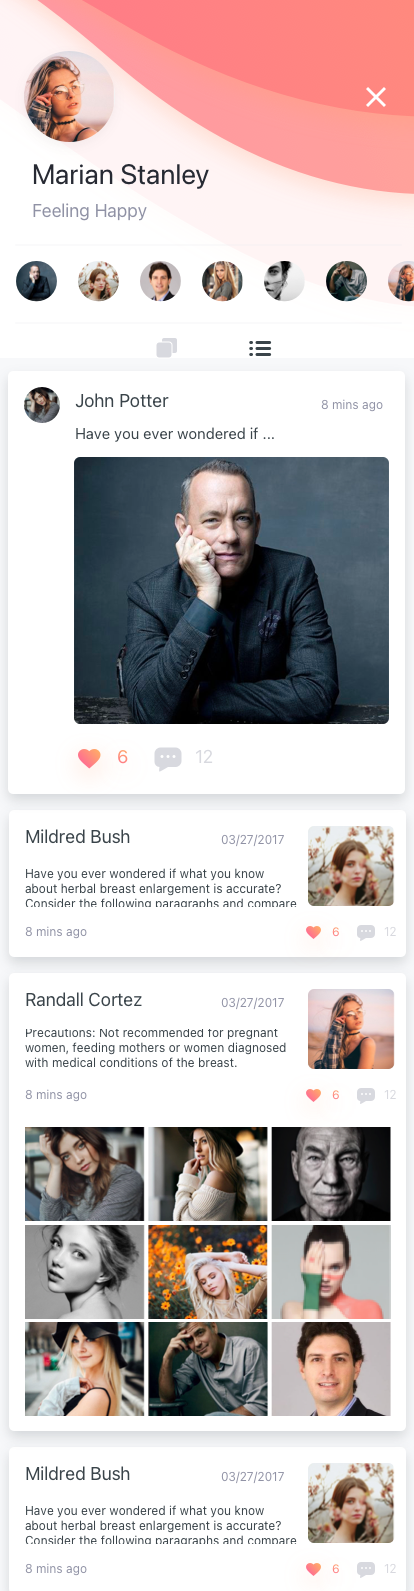 Marian Stanley
Feeling Happy
John Potter
8 mins ago
Have you ever wondered if ...
6
12
Mildred Bush
03/27/2017
Have you ever wondered if what you know
about herbal breast enlargement is accurate?
Consider the following paragraphs and compare
8 mins ago
6
12
Randall Cortez
03/27/2017
Precautions: Not recommended for pregnant
women, feeding mothers or women diagnosed
with medical conditions of the breast.
8 mins ago
6
12
Mildred Bush
03/27/2017
Have you ever wondered if what you know
about herbal breast enlargement is accurate?
Consider the following paragraphs and compare
8 mins ago
6
12